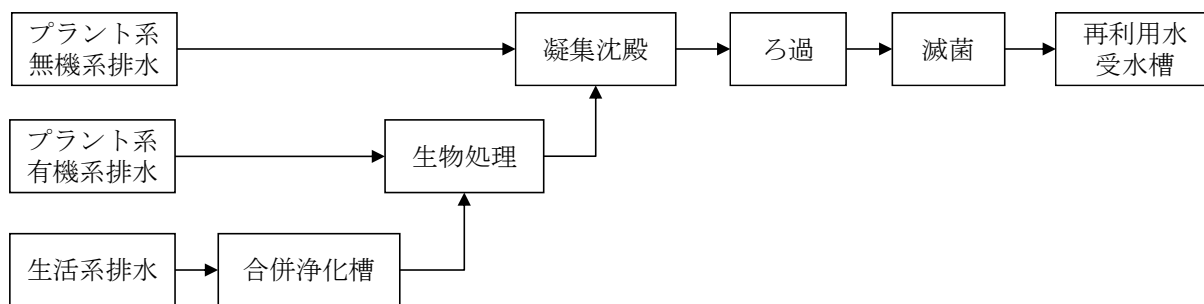 プラント系
無機系排水
凝集沈殿
ろ過
滅菌
再利用水
受水槽
プラント系
有機系排水
生物処理
生活系排水
合併浄化槽